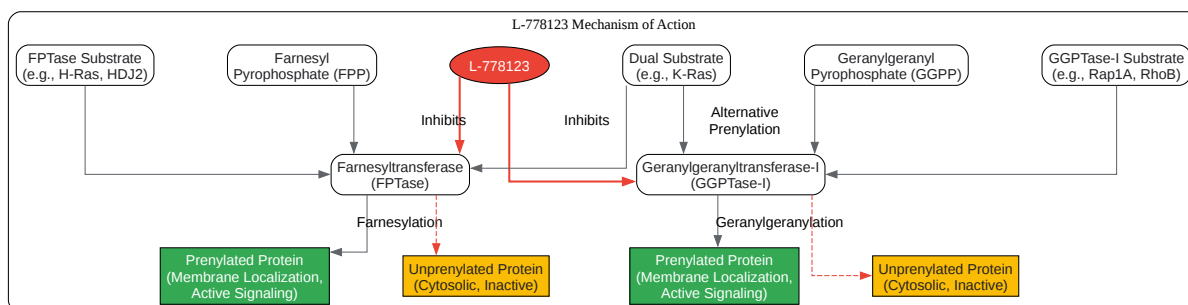 L-778123 Mechanism of Action
FPTase Substrate
(e.g., H-Ras, HDJ2)
Farnesyl
Pyrophosphate (FPP)
L-778123
Dual Substrate
(e.g., K-Ras)
Geranylgeranyl
Pyrophosphate (GGPP)
GGPTase-I Substrate
(e.g., Rap1A, RhoB)
Inhibits
Inhibits
Alternative
Prenylation
Farnesyltransferase
(FPTase)
Geranylgeranyltransferase-I
(GGPTase-I)
Farnesylation
Geranylgeranylation
Prenylated Protein
(Membrane Localization,
Active Signaling)
Unprenylated Protein
(Cytosolic, Inactive)
Prenylated Protein
(Membrane Localization,
Active Signaling)
Unprenylated Protein
(Cytosolic, Inactive)